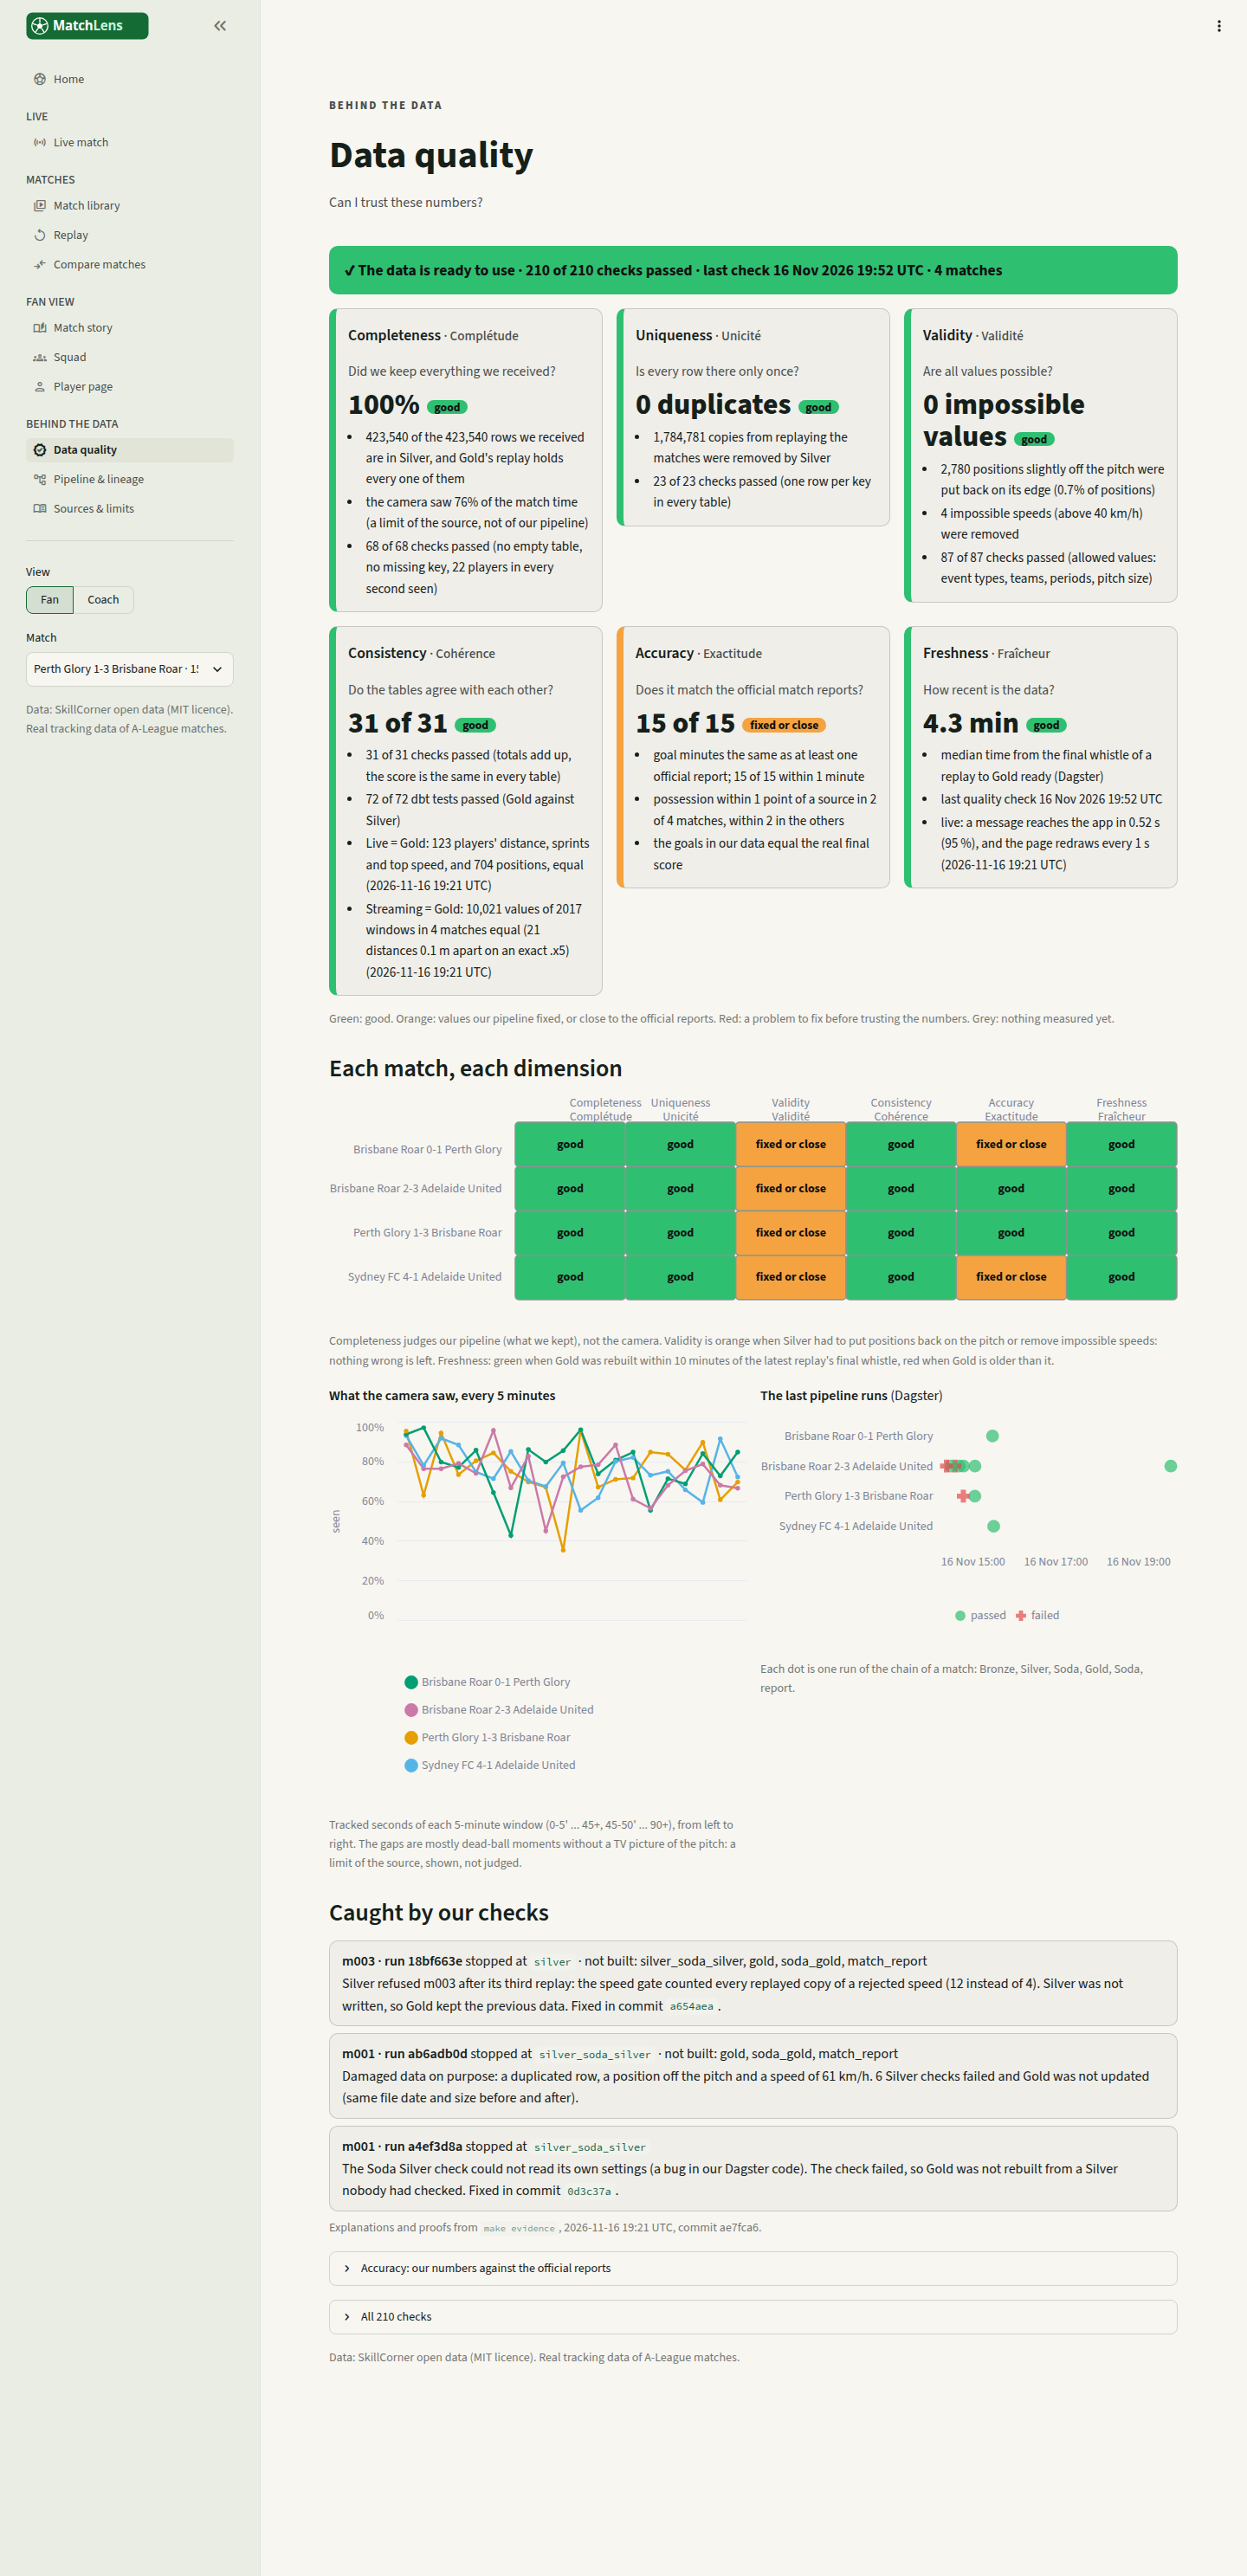 MatchLens
Home
LIVE
Live match
MATCHES
Match library
Replay
Compare matches
FAN VIEW
Match story
Squad
Player page
BEHIND THE DATA
Data quality
Pipeline & lineage
Sources & limits
View
Fan
Coach
Match
Perth Glory 1-3 Brisbane Roar · 1
Data: SkillCorner open data (MIT licence).
Real tracking data of A-League matches.
BEHIND THE DATA
Data quality
Can I trust these numbers?
✓ The data is ready to use · 210 of 210 checks passed · last check 16 Nov 2026 19:52 UTC · 4 matches
Completeness · Complétude
Did we keep everything we received?
100% good
• 423,540 of the 423,540 rows we received
are in Silver, and Gold's replay holds
every one of them
• the camera saw 76% of the match time
(a limit of the source, not of our pipeline)
• 68 of 68 checks passed (no empty table,
no missing key, 22 players in every
second seen)
Uniqueness · Unicité
Is every row there only once?
0 duplicates good
• 1,784,781 copies from replaying the
matches were removed by Silver
• 23 of 23 checks passed (one row per key
in every table)
Validity · Validité
Are all values possible?
0 impossible
values good
• 2,780 positions slightly off the pitch were
put back on its edge (0.7% of positions)
• 4 impossible speeds (above 40 km/h)
were removed
• 87 of 87 checks passed (allowed values:
event types, teams, periods, pitch size)
Consistency · Cohérence
Do the tables agree with each other?
31 of 31 good
• 31 of 31 checks passed (totals add up,
the score is the same in every table)
• 72 of 72 dbt tests passed (Gold against
Silver)
• Live = Gold: 123 players' distance, sprints
and top speed, and 704 positions, equal
(2026-11-16 19:21 UTC)
• Streaming = Gold: 10,021 values of 2017
windows in 4 matches equal (21
distances 0.1 m apart on an exact .x5)
(2026-11-16 19:21 UTC)
Accuracy · Exactitude
Does it match the official match reports?
15 of 15 fixed or close
• goal minutes the same as at least one
official report; 15 of 15 within 1 minute
• possession within 1 point of a source in 2
of 4 matches, within 2 in the others
• the goals in our data equal the real final
score
Freshness · Fraîcheur
How recent is the data?
4.3 min good
• median time from the final whistle of a
replay to Gold ready (Dagster)
• last quality check 16 Nov 2026 19:52 UTC
• live: a message reaches the app in 0.52 s
(95 %), and the page redraws every 1 s
(2026-11-16 19:21 UTC)
Green: good. Orange: values our pipeline fixed, or close to the official reports. Red: a problem to fix before trusting the numbers. Grey: nothing measured yet.
Each match, each dimension
Completeness Uniqueness Validity Consistency Accuracy Freshness
Complétude Unicité Validité Cohérence Exactitude Fraîcheur
Brisbane Roar 0-1 Perth Glory good good fixed or close good fixed or close good
Brisbane Roar 2-3 Adelaide United good good fixed or close good good good
Perth Glory 1-3 Brisbane Roar good good fixed or close good good good
Sydney FC 4-1 Adelaide United good good fixed or close good fixed or close good
Completeness judges our pipeline (what we kept), not the camera. Validity is orange when Silver had to put positions back on the pitch or remove impossible speeds:
nothing wrong is left. Freshness: green when Gold was rebuilt within 10 minutes of the latest replay's final whistle, red when Gold is older than it.
What the camera saw, every 5 minutes
100%
80%
60%
40%
20%
0%
seen
Brisbane Roar 0-1 Perth Glory
Brisbane Roar 2-3 Adelaide United
Perth Glory 1-3 Brisbane Roar
Sydney FC 4-1 Adelaide United
Tracked seconds of each 5-minute window (0-5' ... 45+, 45-50' ... 90+), from left to
right. The gaps are mostly dead-ball moments without a TV picture of the pitch: a
limit of the source, shown, not judged.
The last pipeline runs (Dagster)
Brisbane Roar 0-1 Perth Glory
Brisbane Roar 2-3 Adelaide United
Perth Glory 1-3 Brisbane Roar
Sydney FC 4-1 Adelaide United
16 Nov 15:00 16 Nov 17:00 16 Nov 19:00
passed failed
Each dot is one run of the chain of a match: Bronze, Silver, Soda, Gold, Soda,
report.
Caught by our checks
m003 · run 18bf663e stopped at silver · not built: silver_soda_silver, gold, soda_gold, match_report
Silver refused m003 after its third replay: the speed gate counted every replayed copy of a rejected speed (12 instead of 4). Silver was not
written, so Gold kept the previous data. Fixed in commit a654aea .
m001 · run ab6adb0d stopped at silver_soda_silver · not built: gold, soda_gold, match_report
Damaged data on purpose: a duplicated row, a position off the pitch and a speed of 61 km/h. 6 Silver checks failed and Gold was not updated
(same file date and size before and after).
m001 · run a4ef3d8a stopped at silver_soda_silver
The Soda Silver check could not read its own settings (a bug in our Dagster code). The check failed, so Gold was not rebuilt from a Silver
nobody had checked. Fixed in commit 0d3c37a .
Explanations and proofs from make evidence , 2026-11-16 19:21 UTC, commit ae7fca6.
Accuracy: our numbers against the official reports
All 210 checks
Data: SkillCorner open data (MIT licence). Real tracking data of A-League matches.